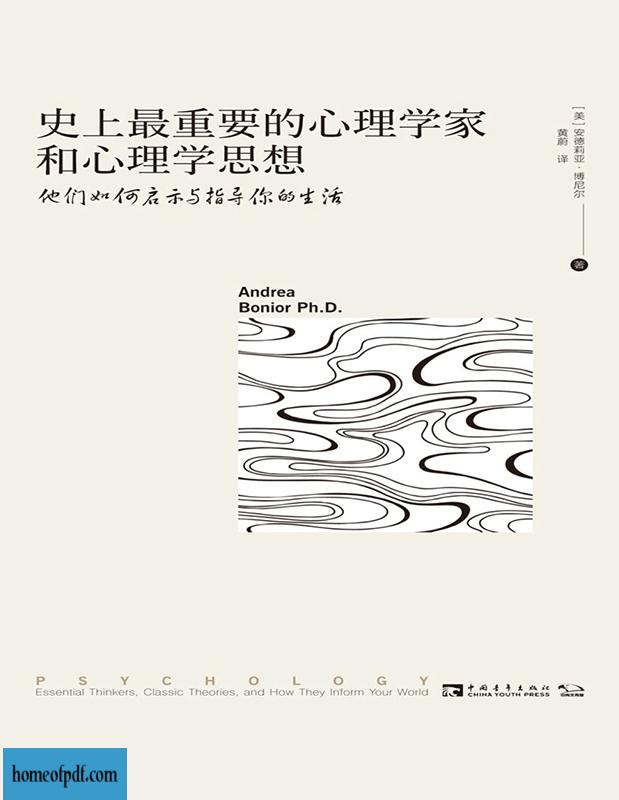 史上最重要的心理学家
和心理学思想
他们如何启示与指导你的生活
[美] 安德莉亚·博尼尔
黄蔚 译
著
Andrea
Bonior Ph.D.
PSYCHOLOGY
Essential Thinkers, Classic Theories, and How They Inform Your World
中国青年出版社
CHINA YOUTH PRESS
homeofpdf.com